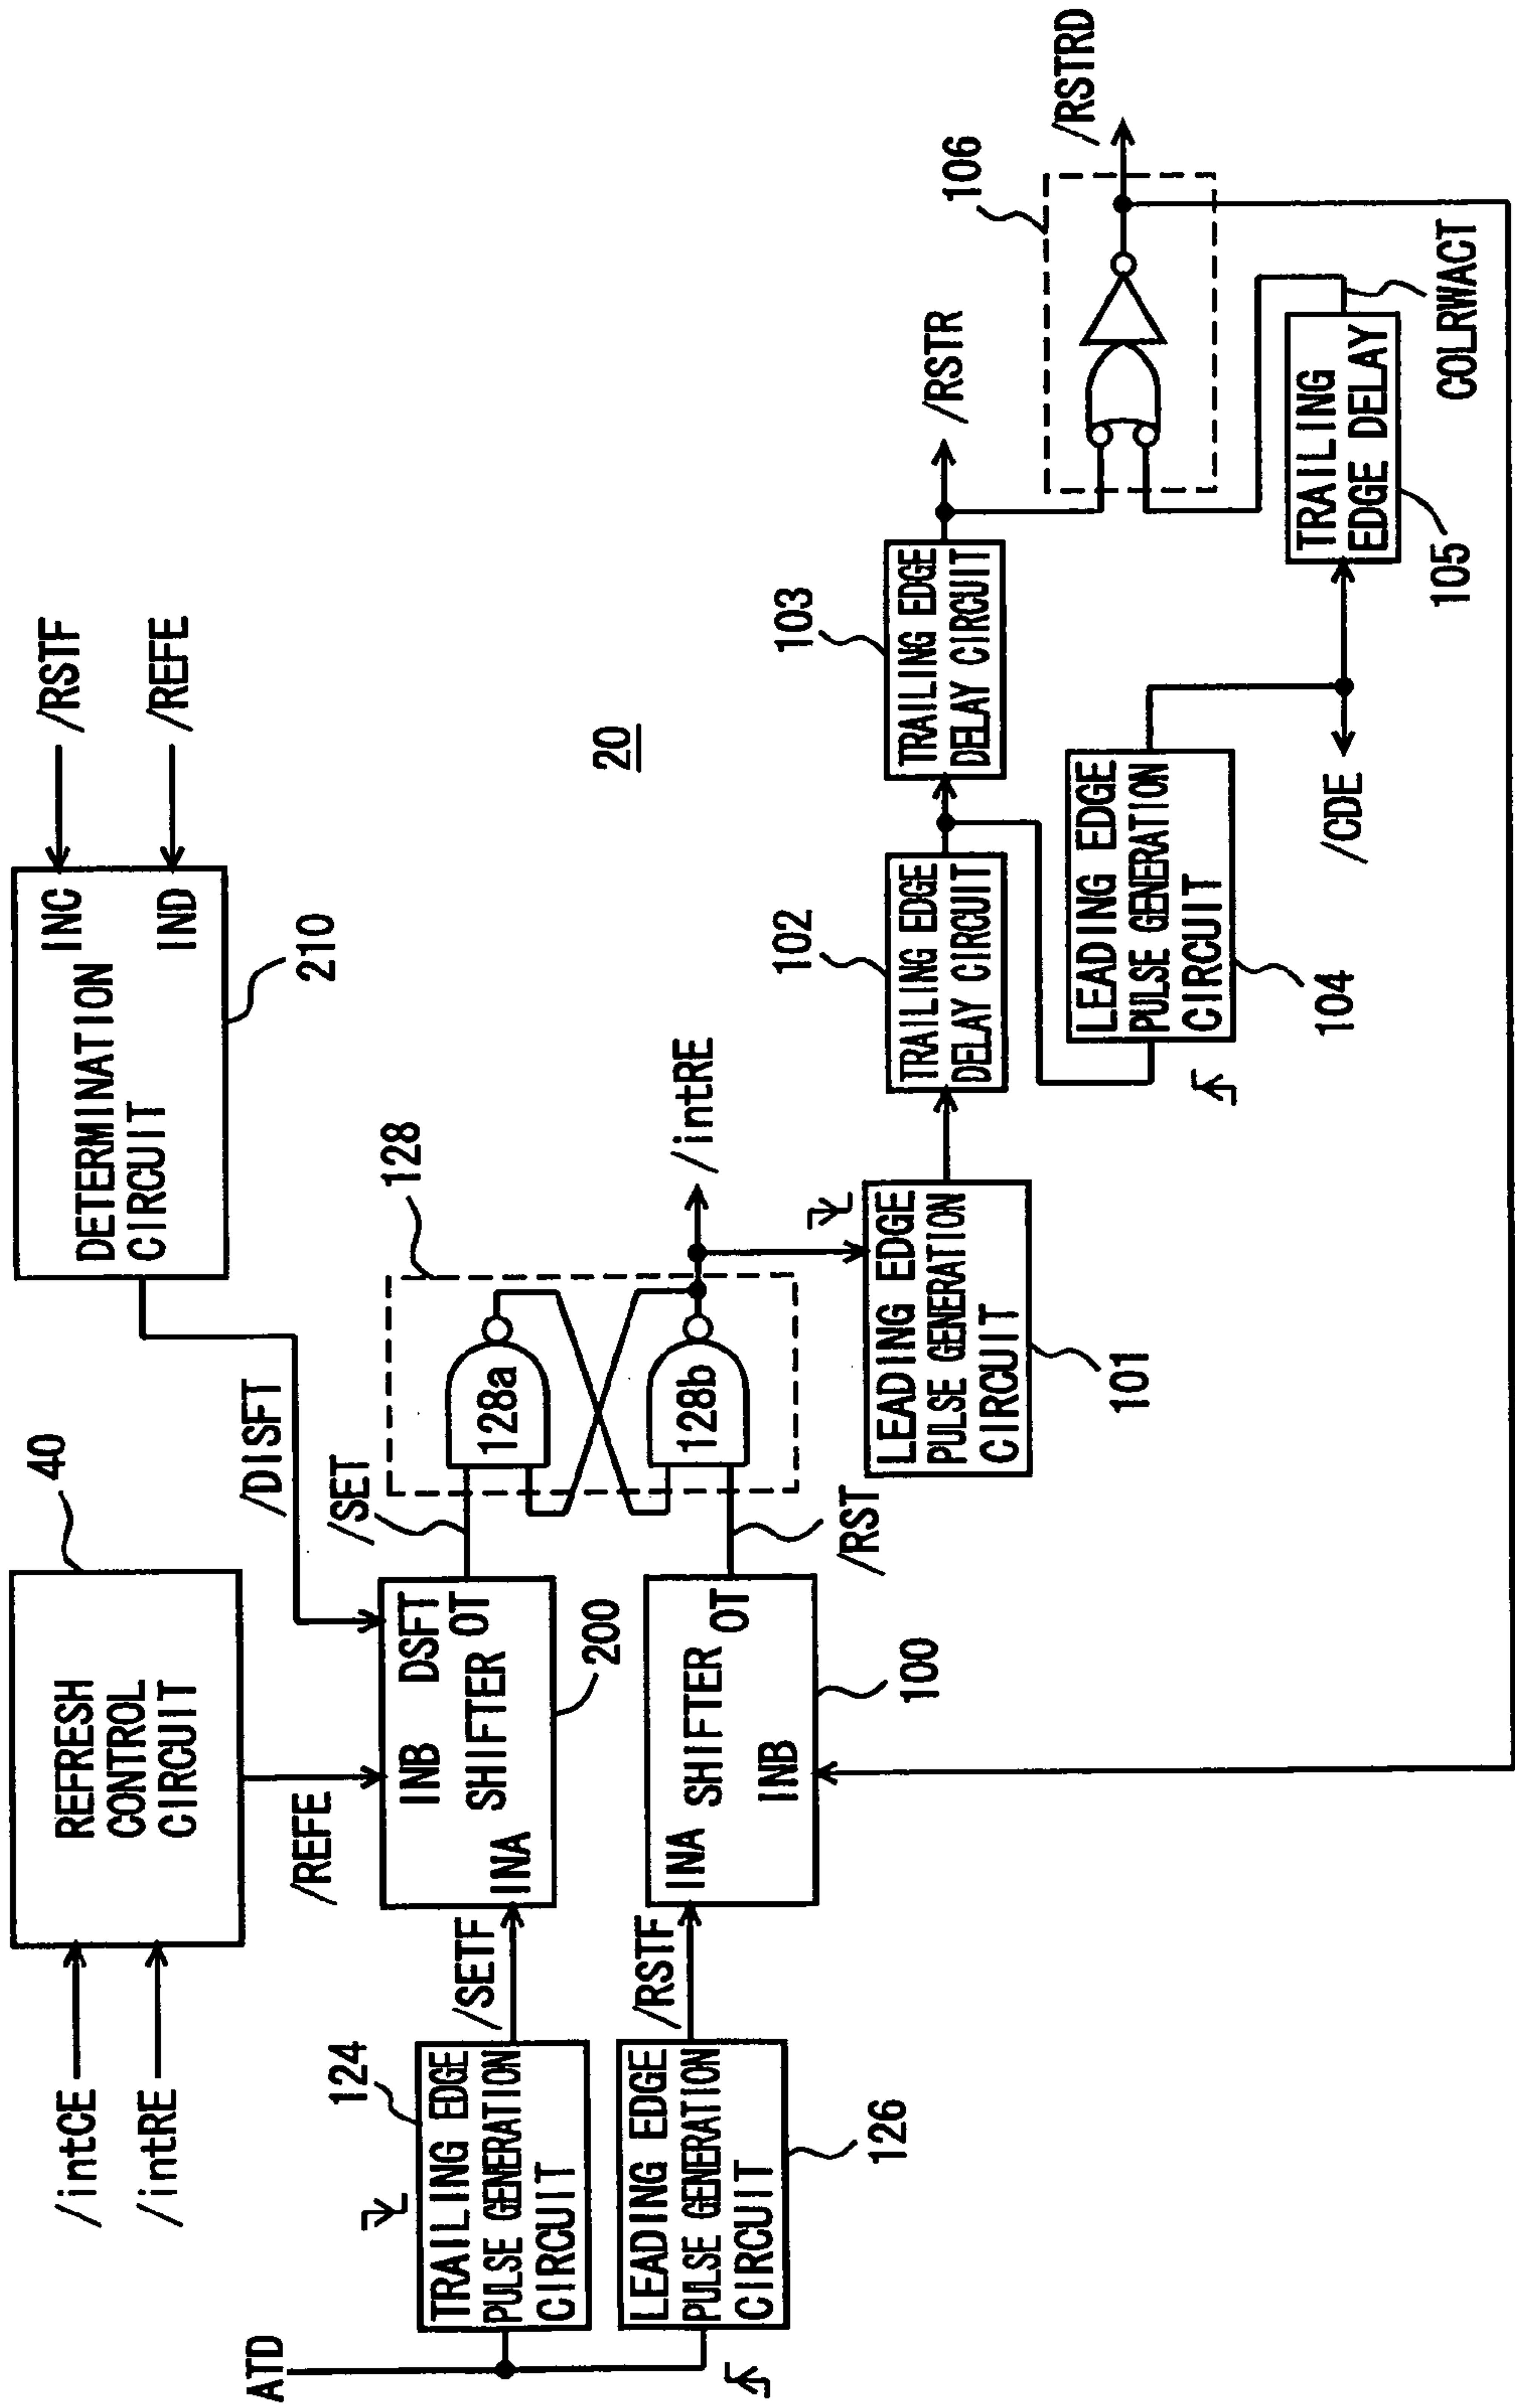 ATD
124
TRAILING EDGE
PULSE GENERATION
CIRCUIT
126
LEADING EDGE
PULSE GENERATION
CIRCUIT
/SETF
/RSTF
/intCE
/intRE
40
REFRESH
CONTROL
CIRCUIT
/REFE
INB
DSFT
SHIFTER
OT
INA
200
INA
SHIFTER
OT
INB
100
/DISFT
/SET
/RST
DETERMINATION
CIRCUIT
INC
IND
210
/RSTF
/REFE
128
128a
128b
/intRE
20
LEADING EDGE
PULSE GENERATION
CIRCUIT
101
102
TRAILING EDGE
DELAY CIRCUIT
103
TRAILING EDGE
DELAY CIRCUIT
LEADING EDGE
PULSE GENERATION
CIRCUIT
104
/CDE
/RSTR
106
/RSTRD
TRAILING
EDGE DELAY
105
COLRWACT